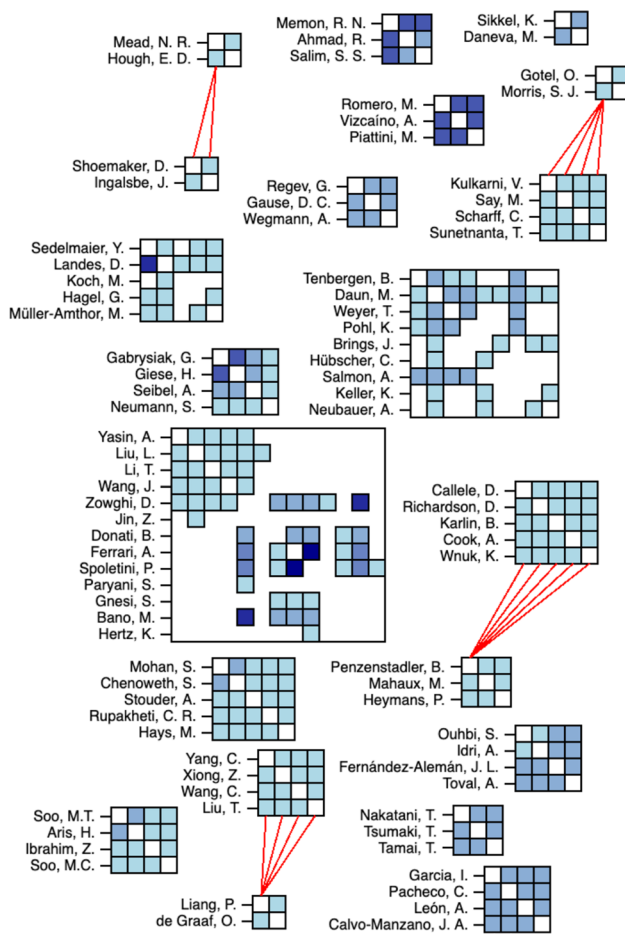 Mead, N. R.
Hough, E. D.
Memon, R. N.
Ahmad, R.
Salim, S. S.
Sikkel, K.
Daneva, M.
Gotel, O.
Morris, S. J.
Romero, M.
Vizcaíno, A.
Piattini, M.
Shoemaker, D.
Ingalsbe, J.
Regev, G.
Gause, D. C.
Wegmann, A.
Kulkarni, V.
Say, M.
Scharff, C.
Sunetnanta, T.
Sedelmaier, Y.
Landes, D.
Koch, M.
Hagel, G.
Müller-Amthor, M.
Tenbergen, B.
Daun, M.
Weyer, T.
Pohl, K.
Brings, J.
Hübscher, C.
Salmon, A.
Keller, K.
Neubauer, A.
Gabrysiak, G.
Giese, H.
Seibel, A.
Neumann, S.
Yasin, A.
Liu, L.
Li, T.
Wang, J.
Zowghi, D.
Jin, Z.
Donati, B.
Ferrari, A.
Spoletini, P.
Paryani, S.
Gnesi, S.
Bano, M.
Hertz, K.
Callele, D.
Richardson, D.
Karlin, B.
Cook, A.
Wnuk, K.
Mohan, S.
Chenoweth, S.
Stouder, A.
Rupakheti, C. R.
Hays, M.
Penzenstadler, B.
Mahaux, M.
Heymans, P.
Ouhbi, S.
Idri, A.
Fernández-Alemán, J. L.
Toval, A.
Yang, C.
Xiong, Z.
Wang, C.
Liu, T.
Soo, M.T.
Aris, H.
Ibrahim, Z.
Soo, M.C.
Nakatani, T.
Tsumaki, T.
Tamai, T.
Liang, P.
de Graaf, O.
Garcia, I.
Pacheco, C.
León, A.
Calvo-Manzano, J. A.